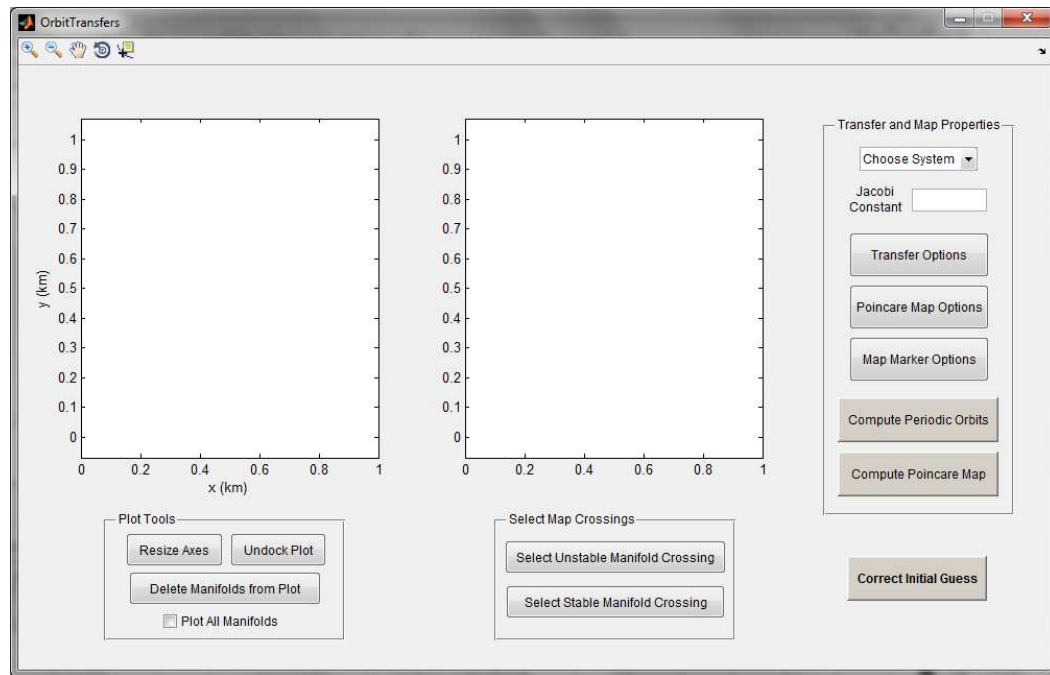 OrbitTransfers
1
0.9
0.8
0.7
0.6
0.5
0.4
0.3
0.2
0.1
0
y (km)
0 0.2 0.4 0.6 0.8 1
x (km)
1
0.9
0.8
0.7
0.6
0.5
0.4
0.3
0.2
0.1
0
0 0.2 0.4 0.6 0.8 1
Transfer and Map Properties
Choose System
Jacobi
Constant
Transfer Options
Poincare Map Options
Map Marker Options
Compute Periodic Orbits
Compute Poincare Map
Plot Tools
Resize Axes Undock Plot
Delete Manifolds from Plot
Plot All Manifolds
Select Map Crossings
Select Unstable Manifold Crossing
Select Stable Manifold Crossing
Correct Initial Guess